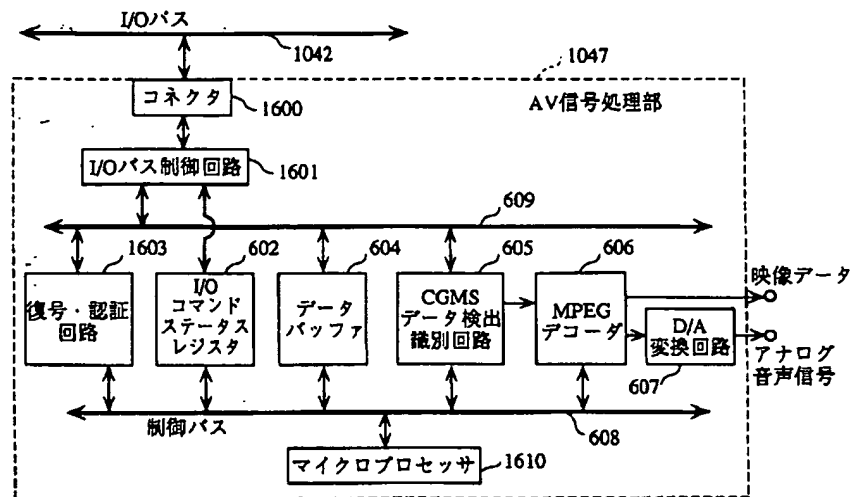 I/Oバス
1042
1047
コネクタ
1600
AV信号処理部
I/Oバス制御回路
1601
609
1603
602
604
605
606
復号・認証
回路
I/O
コマンド
ステータス
レジスタ
データ
バッファ
CGMS
データ検出
識別回路
MPEG
デコーダ
D/A
変換回路
607
映像データ
アナログ
音声信号
制御バス
608
マイクロプロセッサ
1610